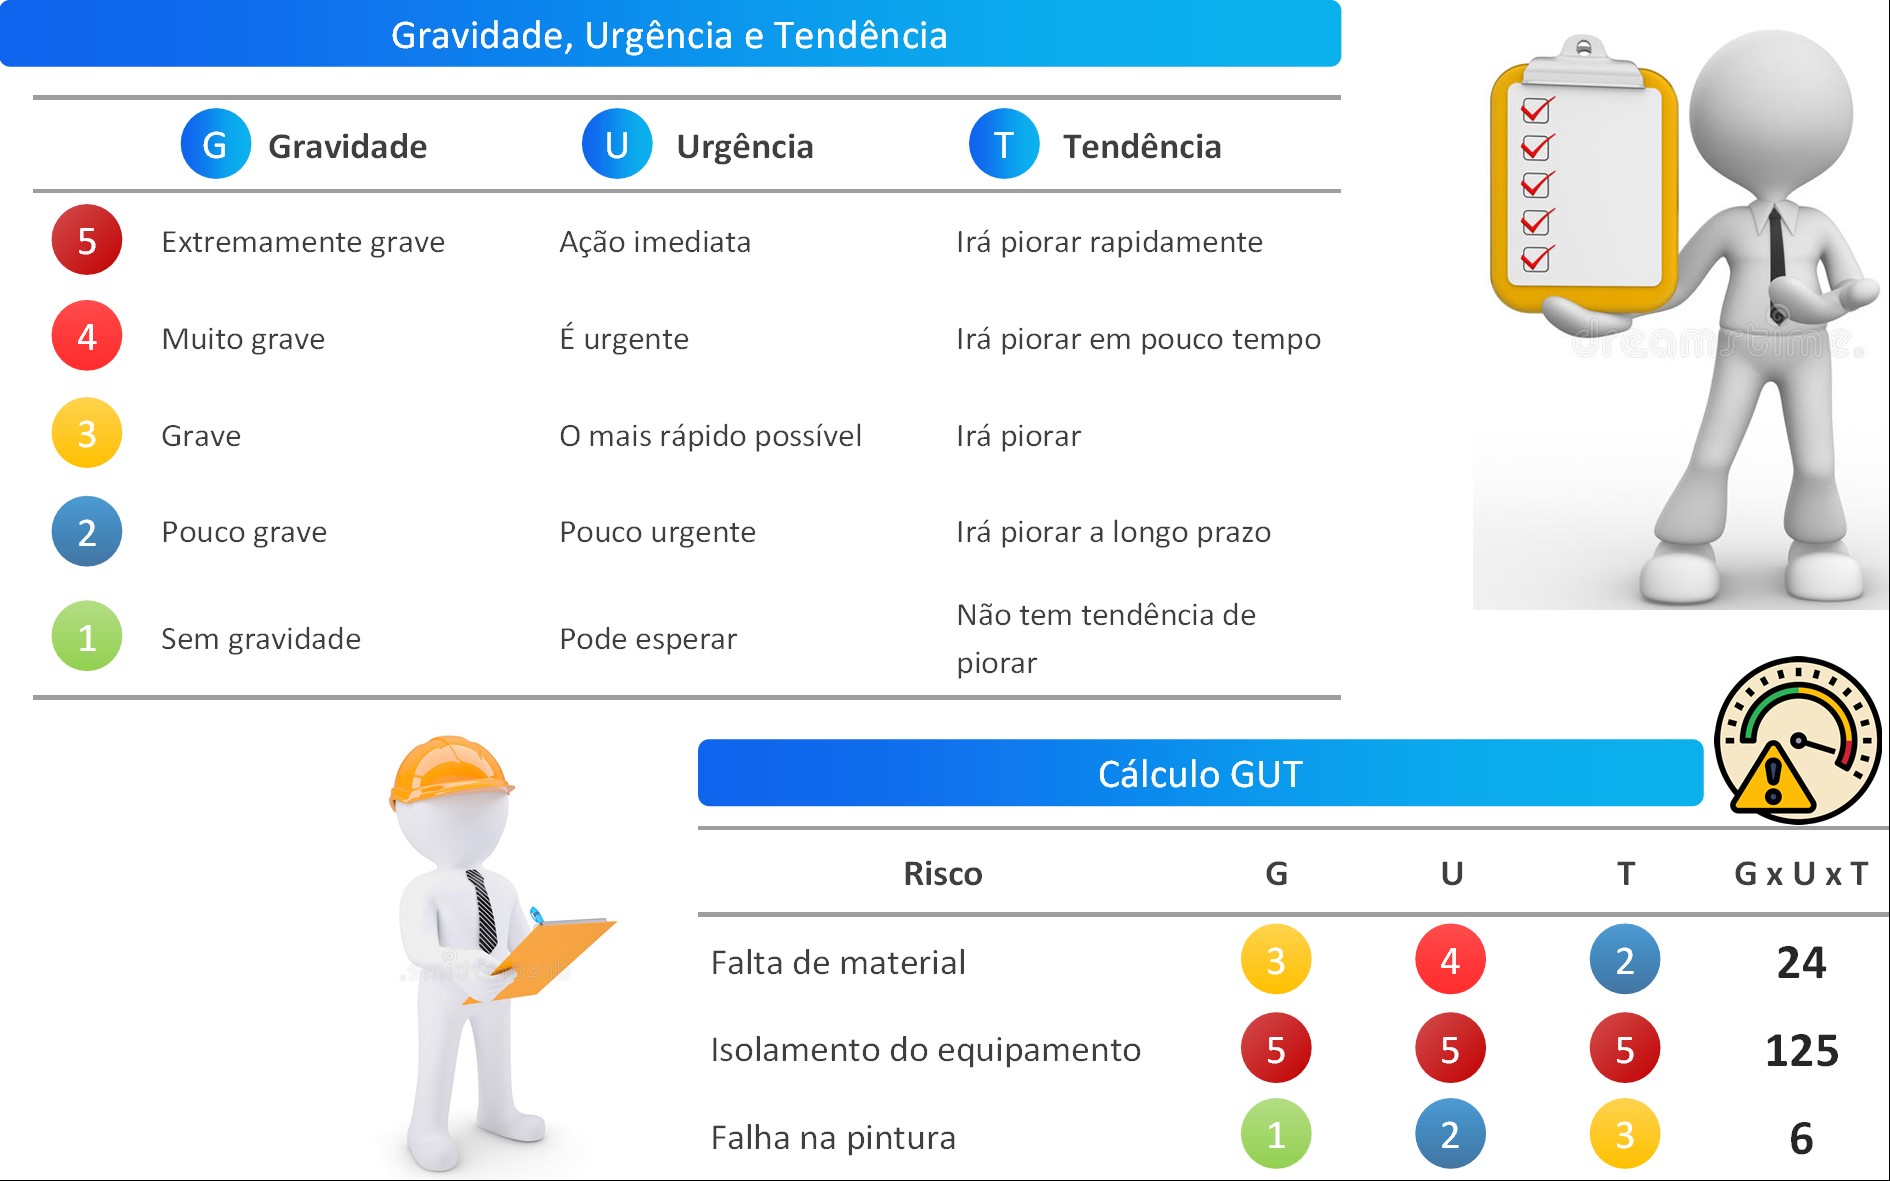 Gravidade, Urgência e Tendência
G Gravidade U Urgência T Tendência
5 Extremamente grave Ação imediata Irá piorar rapidamente
4 Muito grave É urgente Irá piorar em pouco tempo
3 Grave O mais rápido possível Irá piorar
2 Pouco grave Pouco urgente Irá piorar a longo prazo
1 Sem gravidade Pode esperar Não tem tendência de
piorar
dreamstime.
Cálculo GUT
Risco G U T G x U x T
Falta de material 3 4 2 24
Isolamento do equipamento 5 5 5 125
Falha na pintura 1 2 3 6